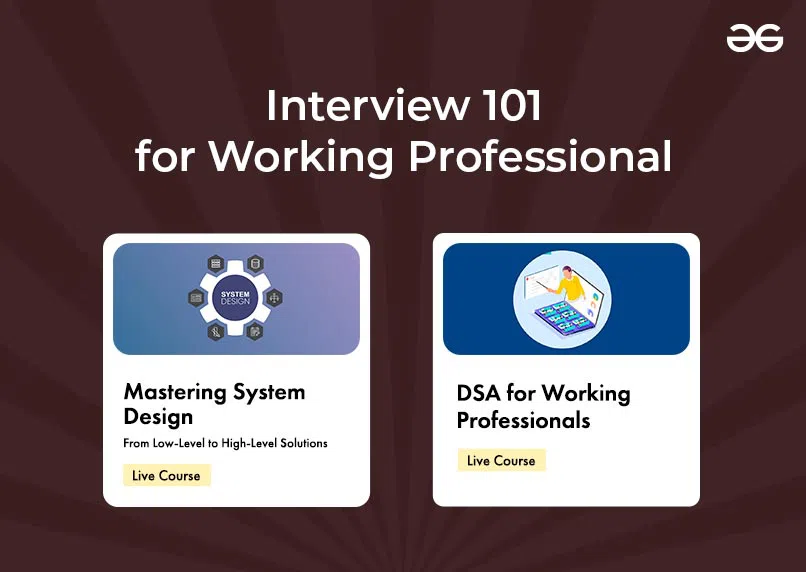 Interview 101
for Working Professional
SYSTEM
DESIGN
Mastering System
Design
From Low-Level to High-Level Solutions
Live Course
DSA for Working
Professionals
Live Course